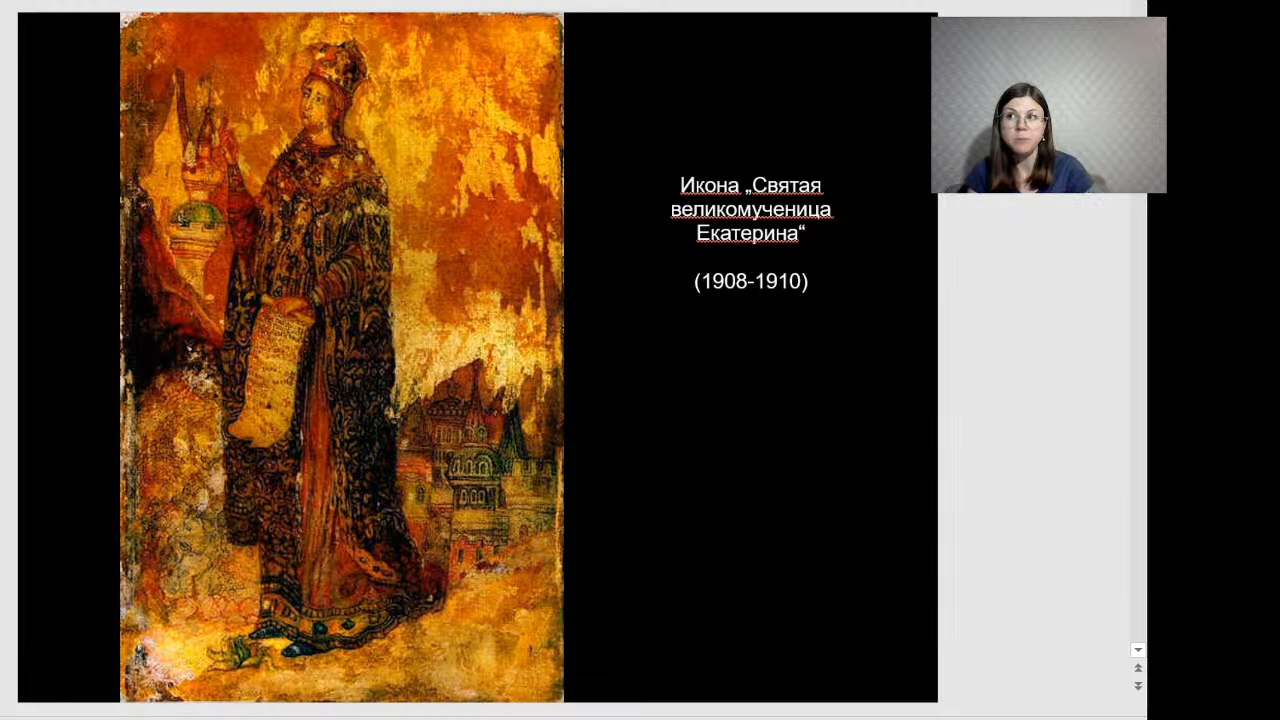 Икона „Святая
великомученица
Екатерина“
(1908-1910)